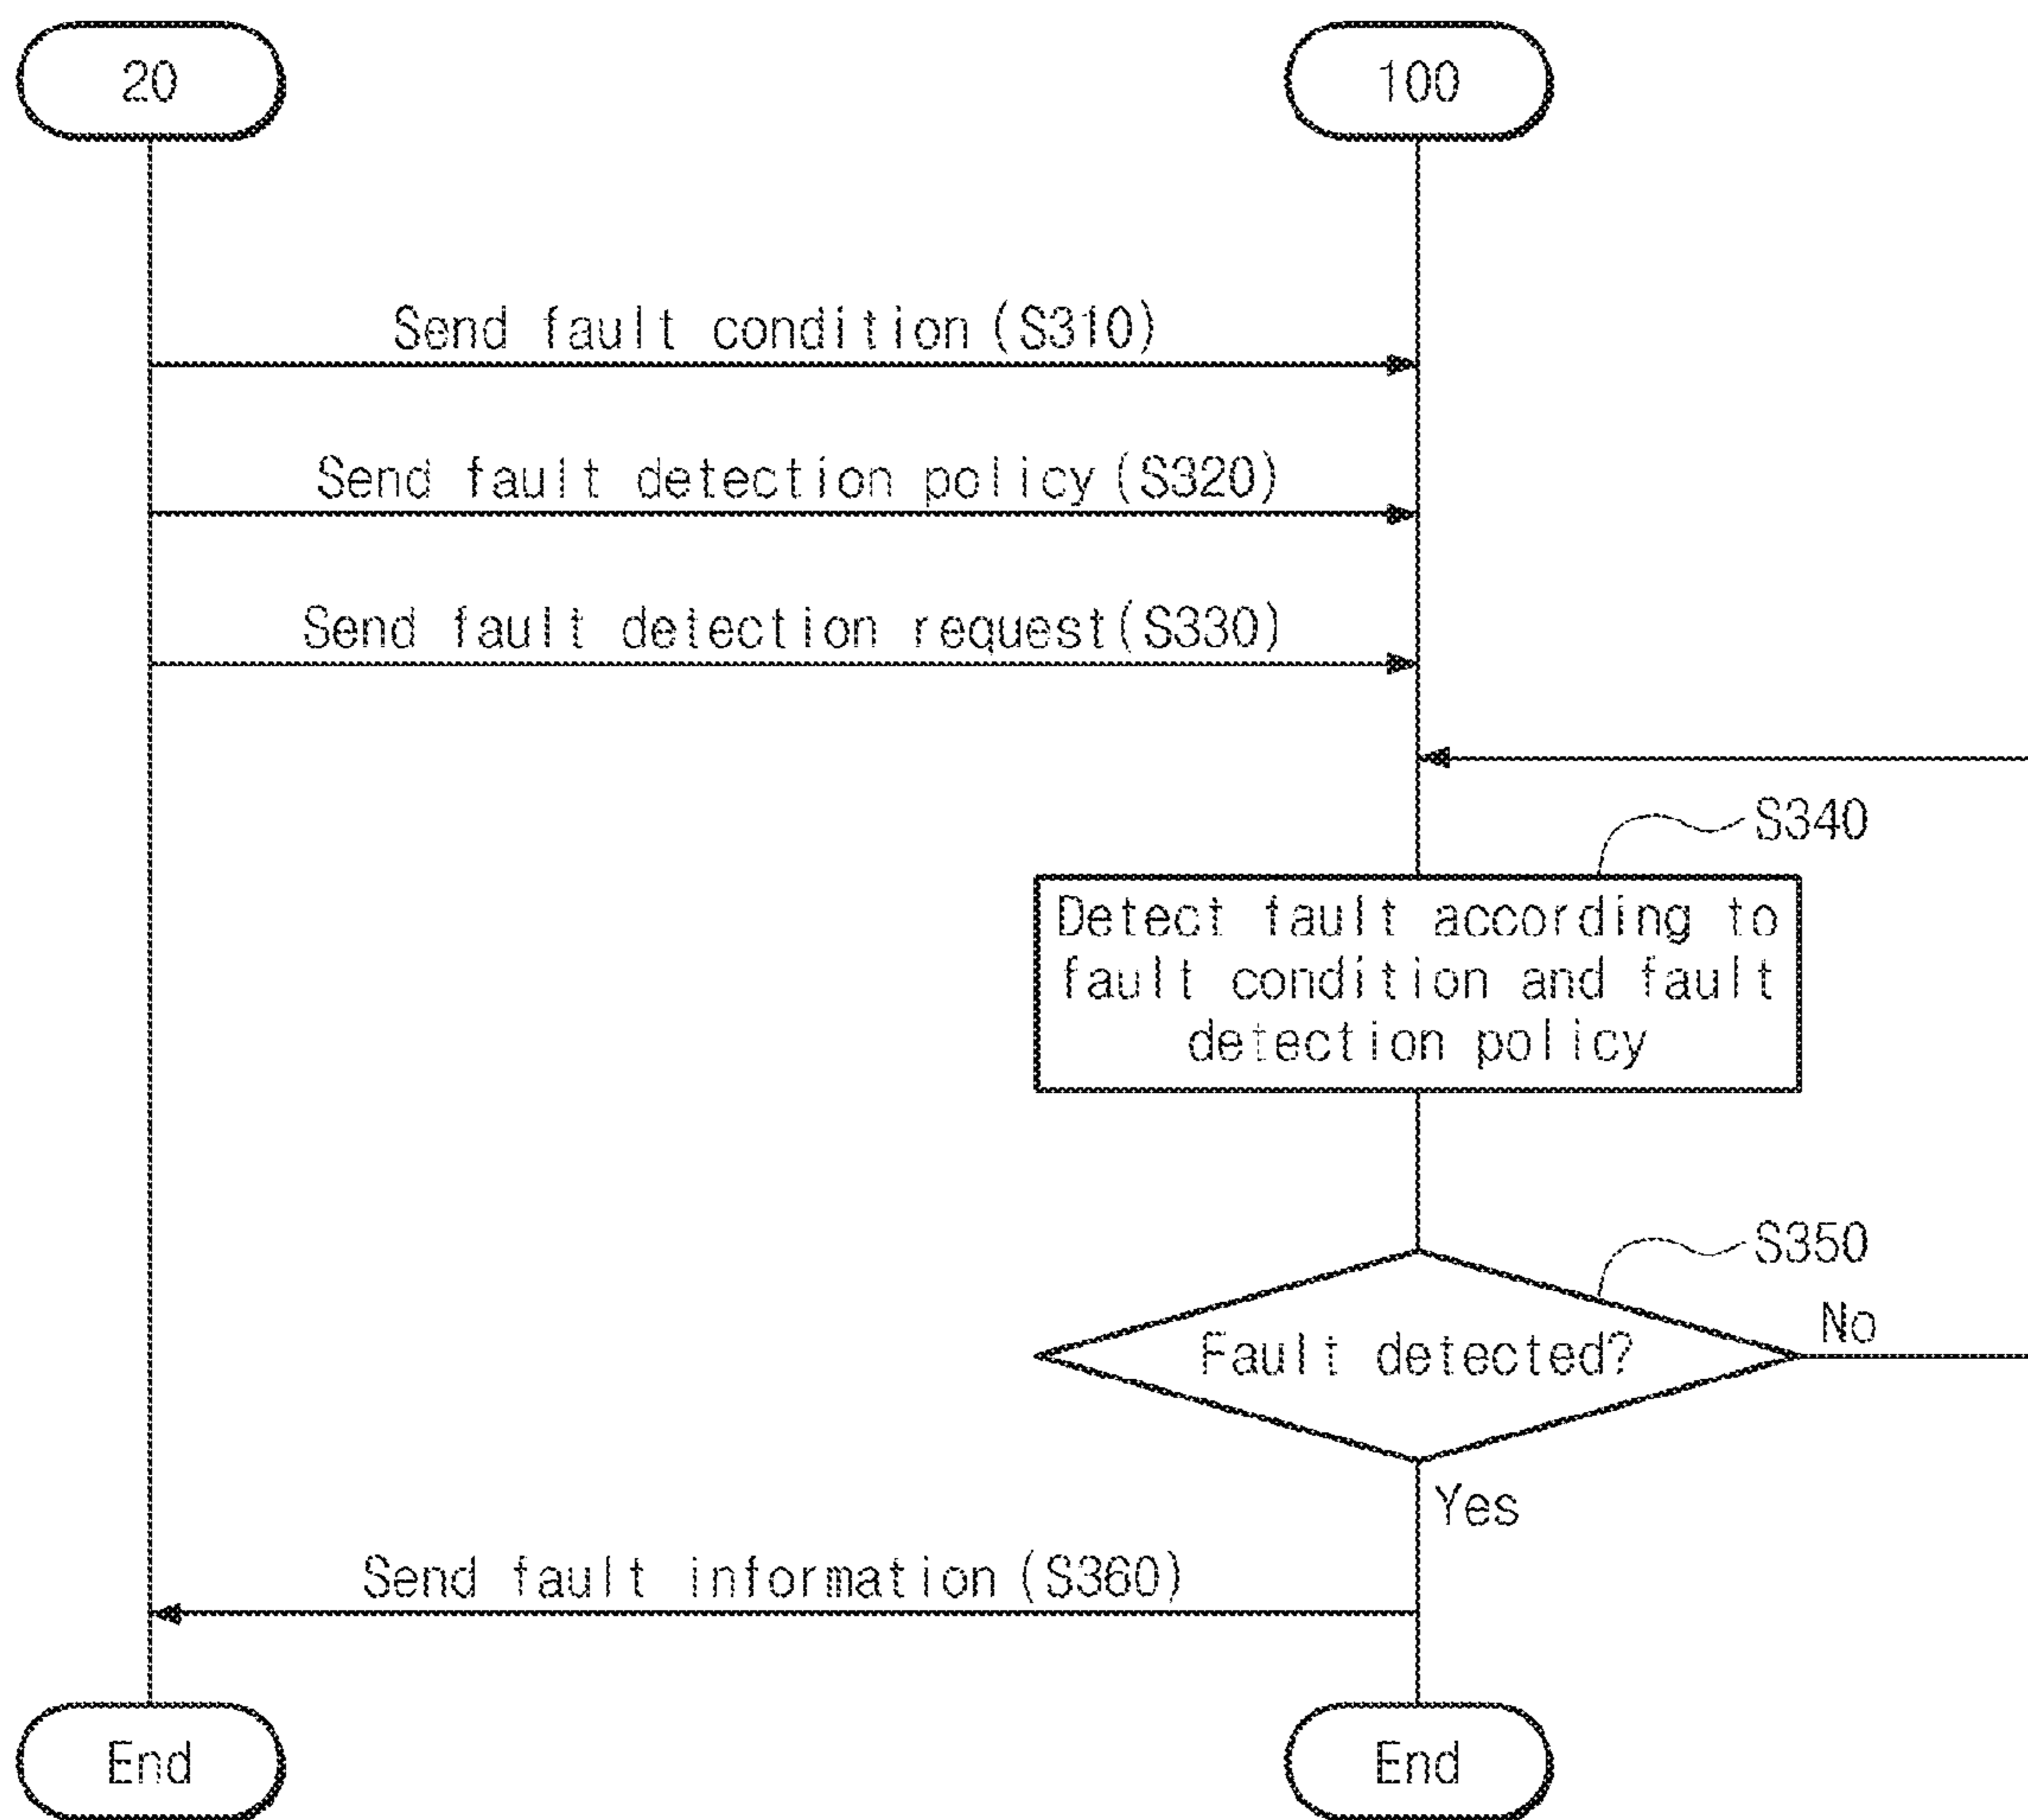 20
100
Send fault condition (S310)
Send fault detection policy (S320)
Send fault detection request(S330)
S340
Detect fault according to
fault condition and fault
detection policy
S350
Fault detected?
No
Yes
Send fault information (S360)
End
End